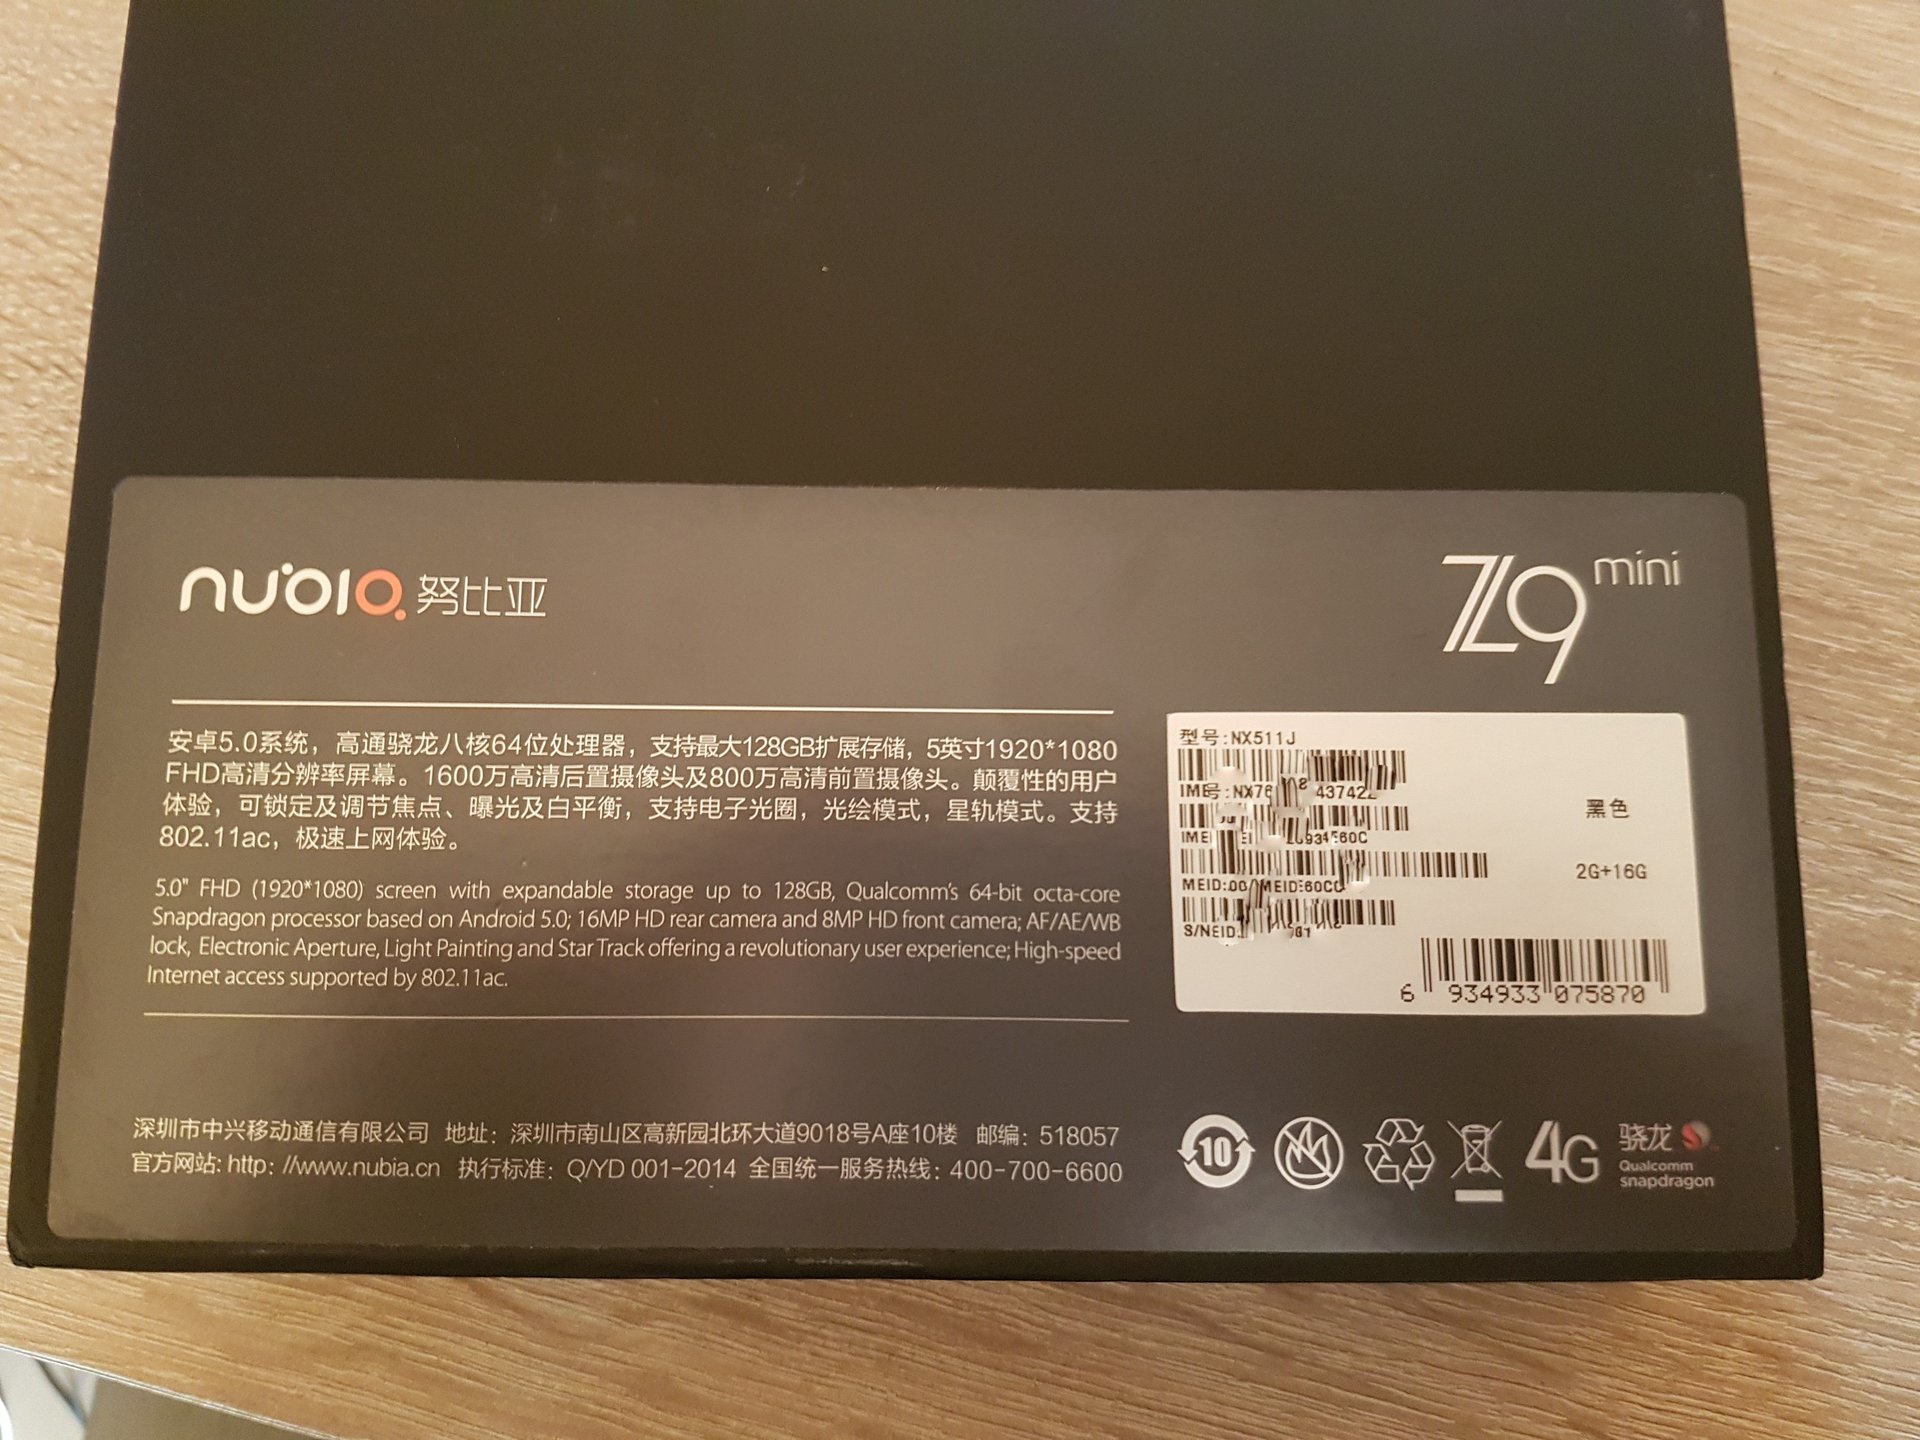 nubia 努比亚
Z9 mini
安卓5.0系统，高通骁龙八核64位处理器，支持最大128GB扩展存储，5英寸1920*1080
FHD高清分辨率屏幕。1600万高清后置摄像头及800万高清前置摄像头。颠覆性的用户
体验，可锁定及调节焦点、曝光及白平衡，支持电子光圈，光绘模式，星轨模式。支持
802.11ac，极速上网体验。
5.0" FHD (1920*1080) screen with expandable storage up to 128GB, Qualcomm's 64-bit octa-core
Snapdragon processor based on Android 5.0; 16MP HD rear camera and 8MP HD front camera; AF/AE/WB
lock, Electronic Aperture, Light Painting and Star Track offering a revolutionary user experience; High-speed
Internet access supported by 802.11ac.
型号:NX511J
黑色
2G+16G
6 934933 075870
深圳市中兴移动通信有限公司 地址：深圳市南山区高新园北环大道9018号A座10楼 邮编：518057
官方网站: http: //www.nubia.cn 执行标准：Q/YD 001-2014 全国统一服务热线：400-700-6600
10
4G
骁龙
Qualcomm
snapdragon